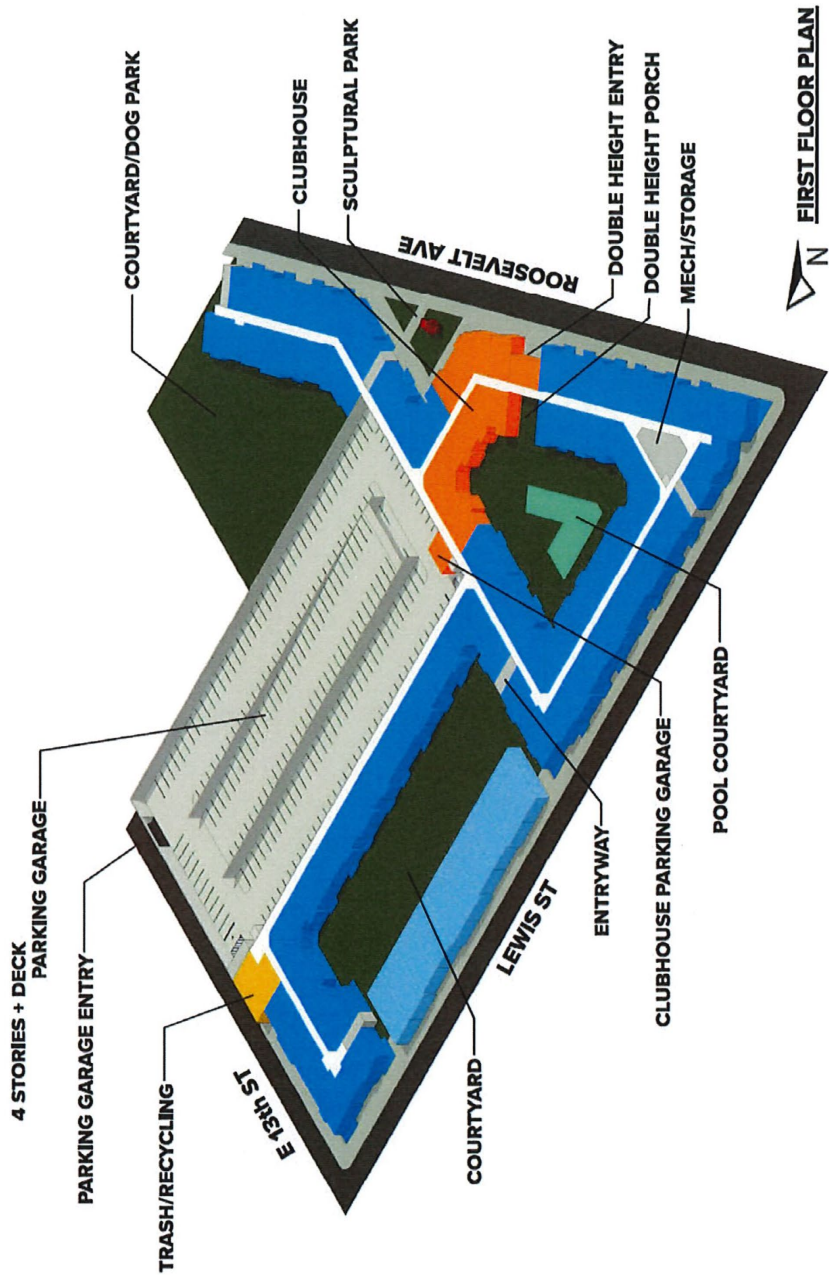 4 STORIES + DECK
PARKING GARAGE
PARKING GARAGE ENTRY
TRASH/RECYCLING
E 13th ST
COURTYARD
LEWIS ST
ENTRYWAY
CLUBHOUSE PARKING GARAGE
POOL COURTYARD
COURTYARD/DOG PARK
CLUBHOUSE
SCULPTURAL PARK
ROOSEVELT AVE
DOUBLE HEIGHT ENTRY
DOUBLE HEIGHT PORCH
MECH/STORAGE
N
FIRST FLOOR PLAN